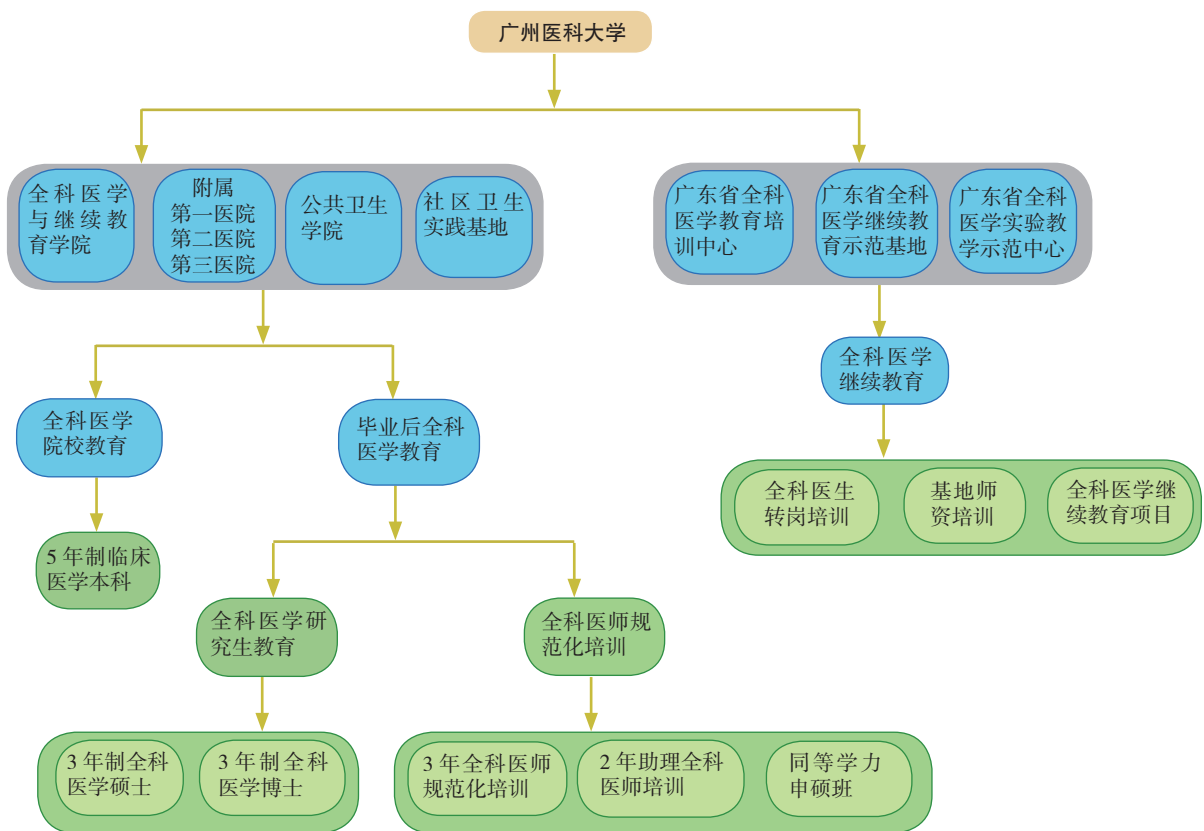 广州医科大学
全科医学
与继续教
育学院
附属
第一医院
第二医院
第三医院
公共卫生
学院
社区卫生
实践基地
广东省全科
医学教育培
训中心
广东省全科
医学继续教
育示范基地
广东省全科
医学实验教
学示范中心
全科医学
继续教育
全科医学
院校教育
毕业后全科
医学教育
全科医生
转岗培训
基地师
资培训
全科医学继
续教育项目
5 年制临床
医学本科
全科医学研
究生教育
全科医师规
范化培训
3 年制全科
医学硕士
3 年制全科
医学博士
3 年全科医师
规范化培训
2 年助理全科
医师培训
同等学力
申硕班